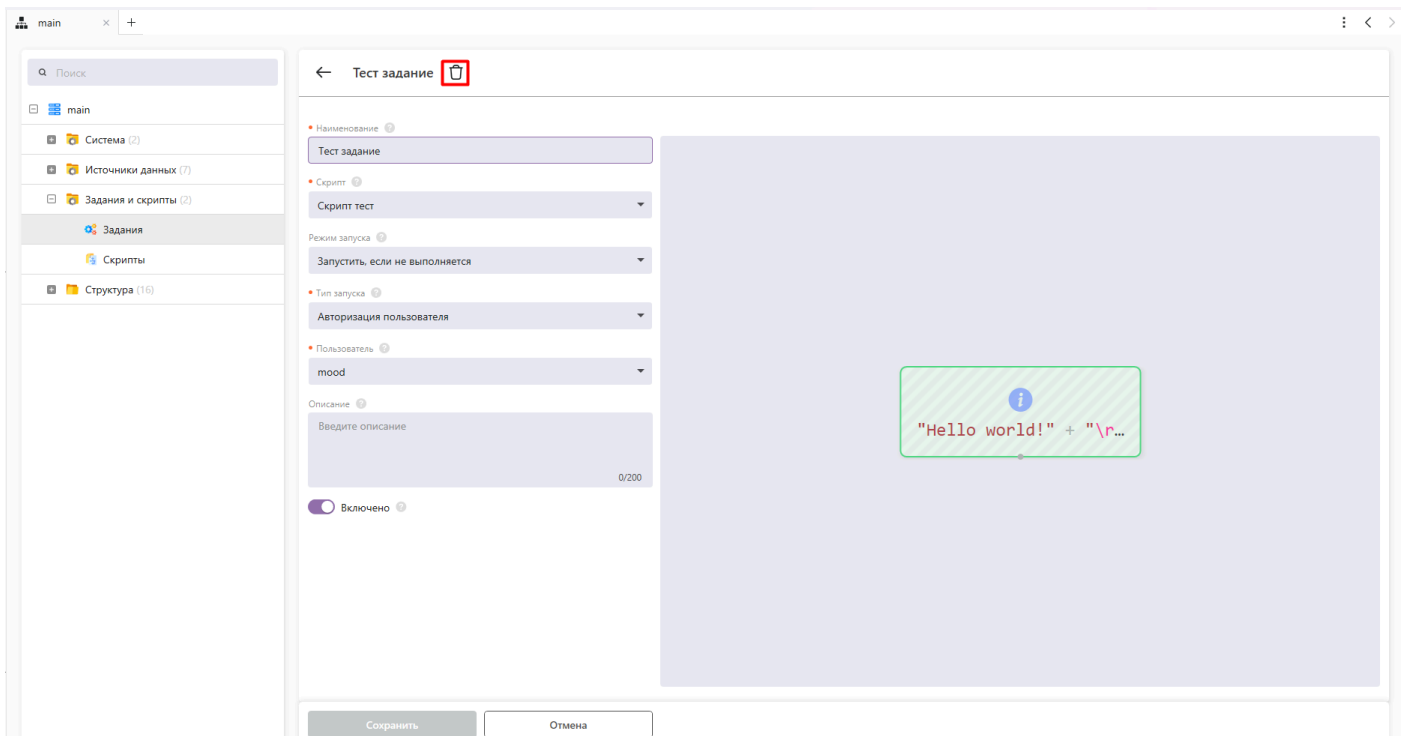 main
Поиск
main
Система (2)
Источники данных (7)
Задания и скрипты (2)
Задания
Скрипты
Структура (16)
Тест задание
• Наименование ?
Тест задание
• Скрипт ?
Скрипт тест
Режим запуска ?
Запустить, если не выполняется
• Тип запуска ?
Авторизация пользователя
• Пользователь ?
mood
Описание ?
Введите описание
0/200
Включено ?
i
"Hello world!" + "\r…
Сохранить
Отмена